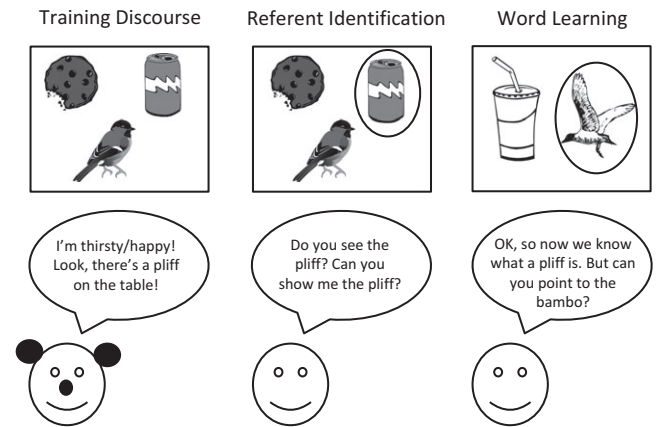 Training Discourse
Referent Identification
Word Learning
I'm thirsty/happy!
Look, there's a pliff
on the table!
Do you see the
pliff? Can you
show me the pliff?
OK, so now we know
what a pliff is. But can
you point to the
bambo?